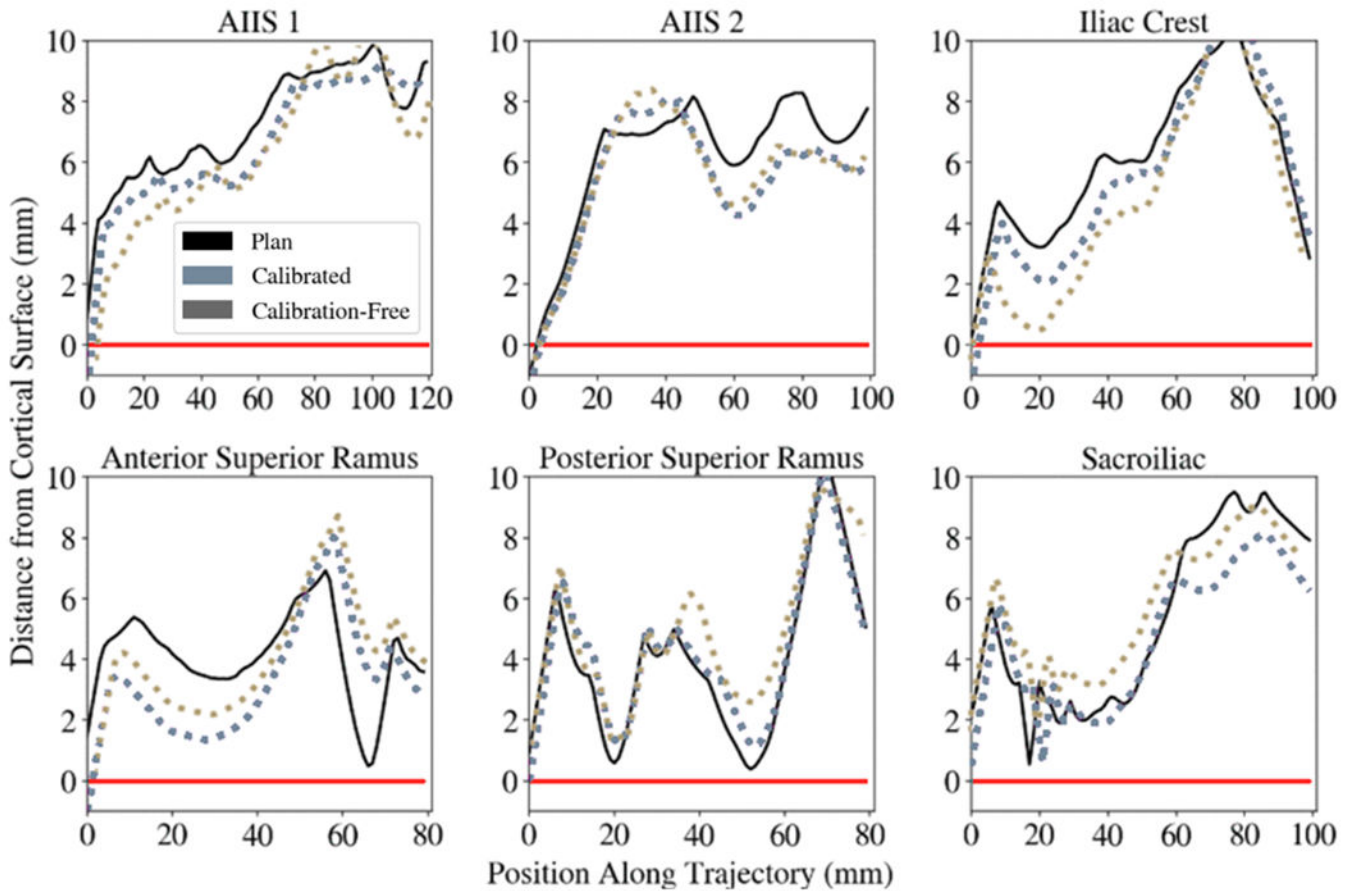 AIIS 1
AIIS 2
Iliac Crest
10
8
6
4
2
0
0 20 40 60 80 100 120
Plan
Calibrated
Calibration-Free
10
8
6
4
2
0
0 20 40 60 80 100
10
8
6
4
2
0
0 20 40 60 80 100
Distance from Cortical Surface (mm)
Anterior Superior Ramus
Posterior Superior Ramus
Sacroiliac
10
8
6
4
2
0
0 20 40 60 80
10
8
6
4
2
0
0 20 40 60 80
10
8
6
4
2
0
0 20 40 60 80 100
Position Along Trajectory (mm)